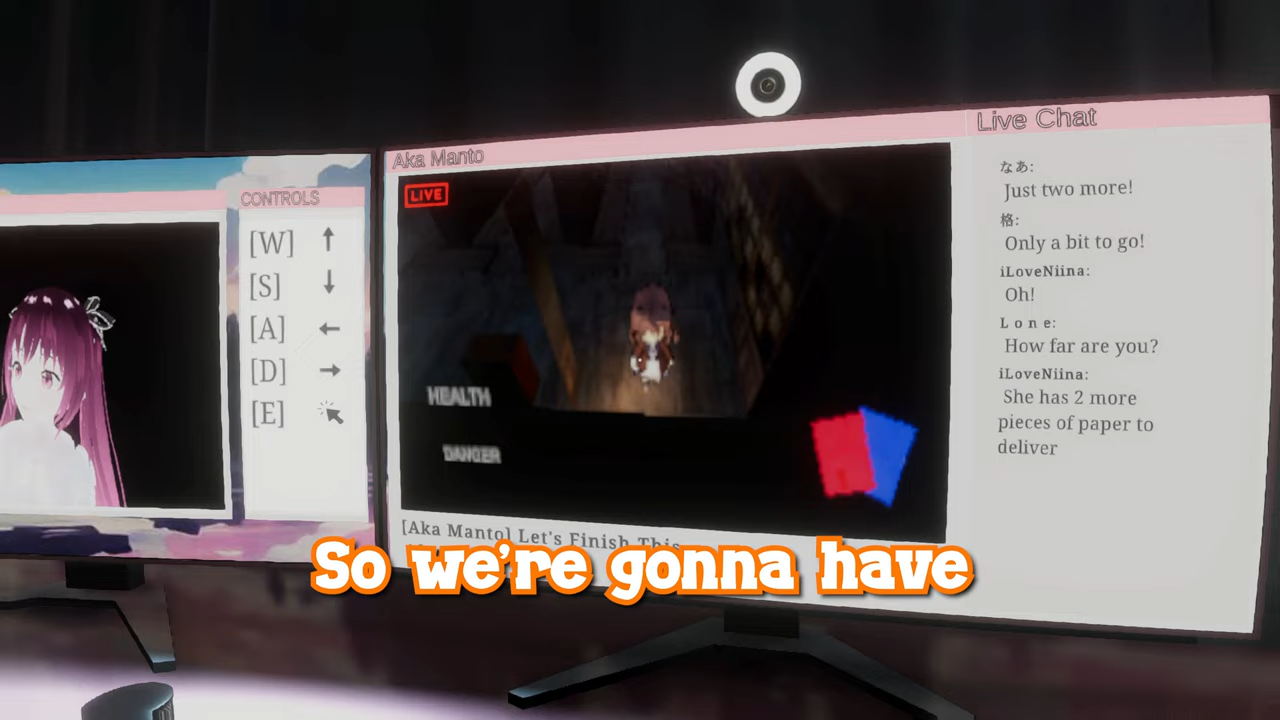 CONTROLS
[W]
[S]
[A]
[D]
[E]
Aka Manto
LIVE
HEALTH
DANGER
[Aka Manto] Let's Finish This
Live Chat
なあ:
Just two more!
格:
Only a bit to go!
iLoveNiina:
Oh!
Lone:
How far are you?
iLoveNiina:
She has 2 more
pieces of paper to
deliver
So we're gonna have